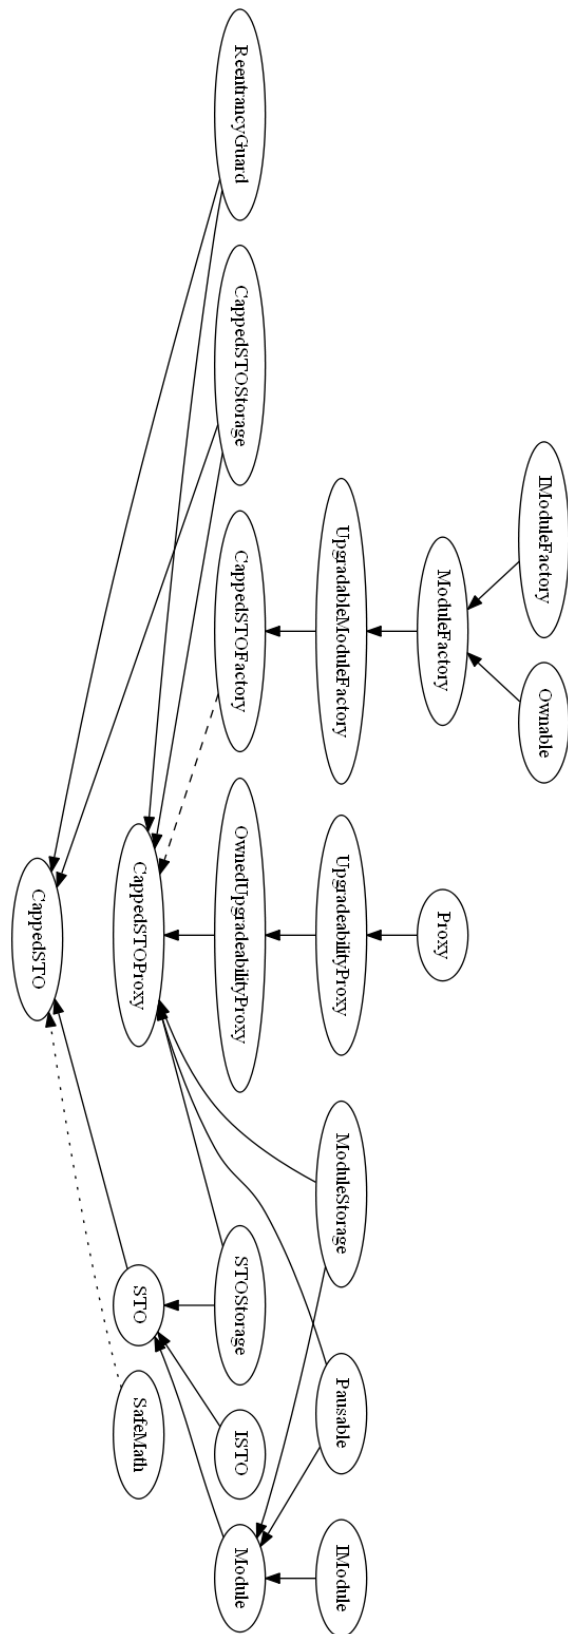 ReentrancyGuard
CappedSTOStorage
IModuleFactory
CappedSTOFactory
UpgradableModuleFactory
ModuleFactory
Ownable
CappedSTO
CappedSTOProxy
OwnedUpgradeabilityProxy
UpgradeabilityProxy
Proxy
ModuleStorage
STO
STOStorage
Pausable
SafeMath
ISTO
Module
IModule